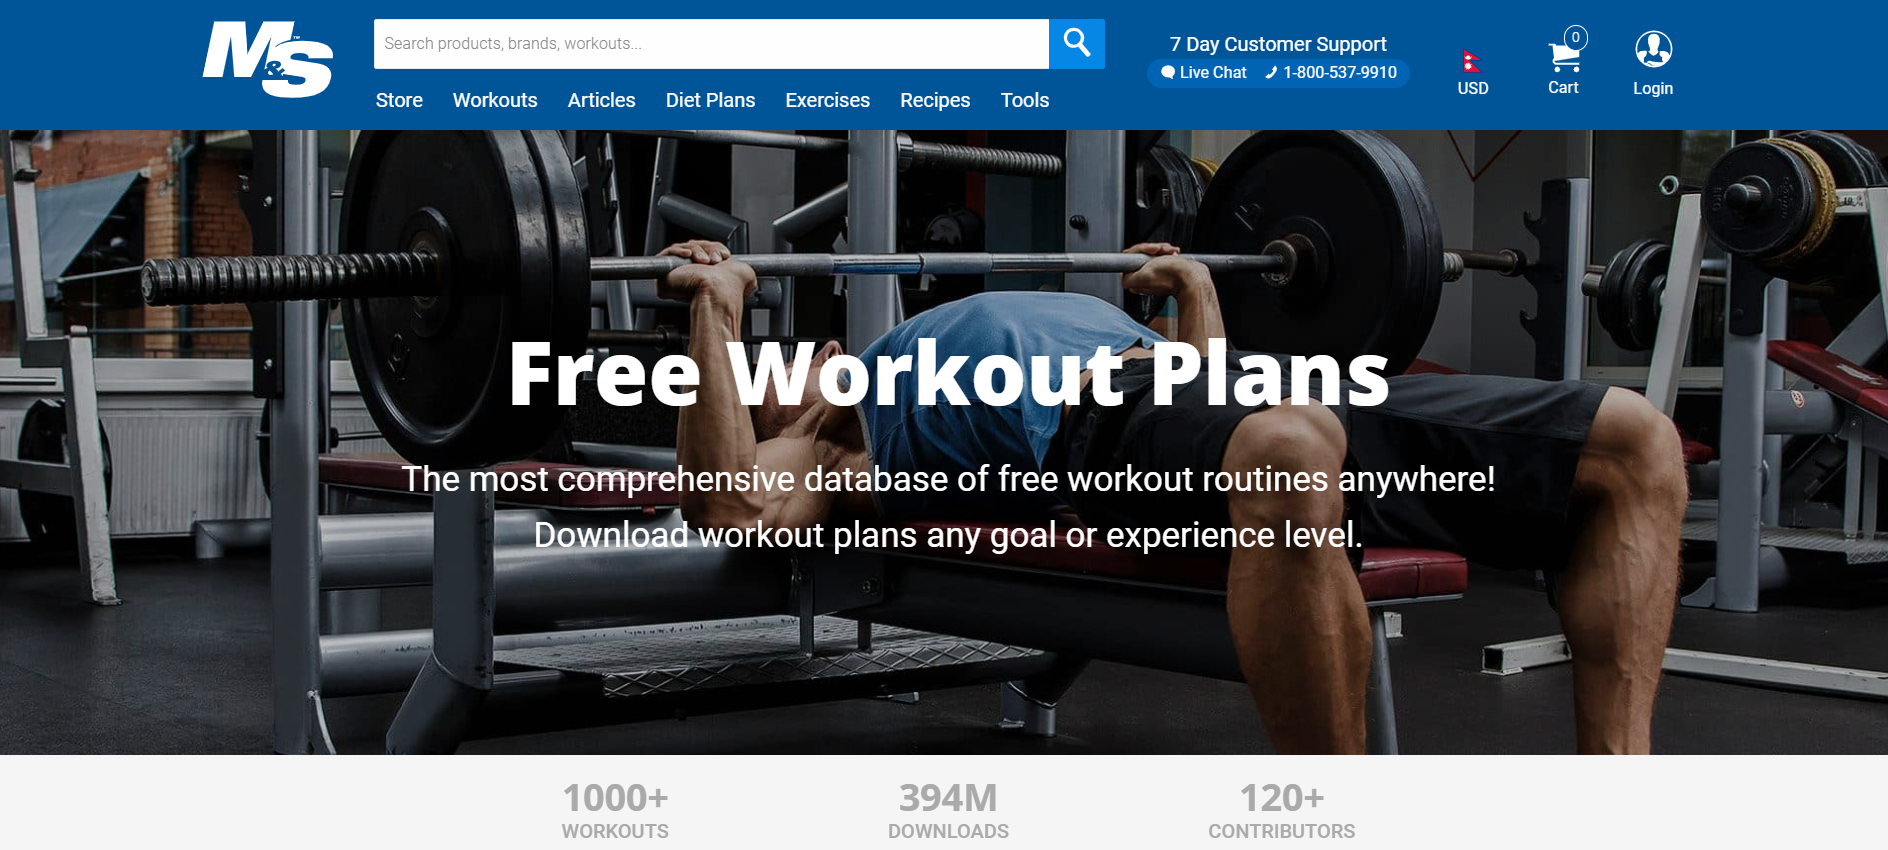 M&S™
Search products, brands, workouts...
7 Day Customer Support
Live Chat 1-800-537-9910
USD
0
Cart
Login
Store Workouts Articles Diet Plans Exercises Recipes Tools
Free Workout Plans
The most comprehensive database of free workout routines anywhere!
Download workout plans any goal or experience level.
1000+ 394M 120+
WORKOUTS DOWNLOADS CONTRIBUTORS